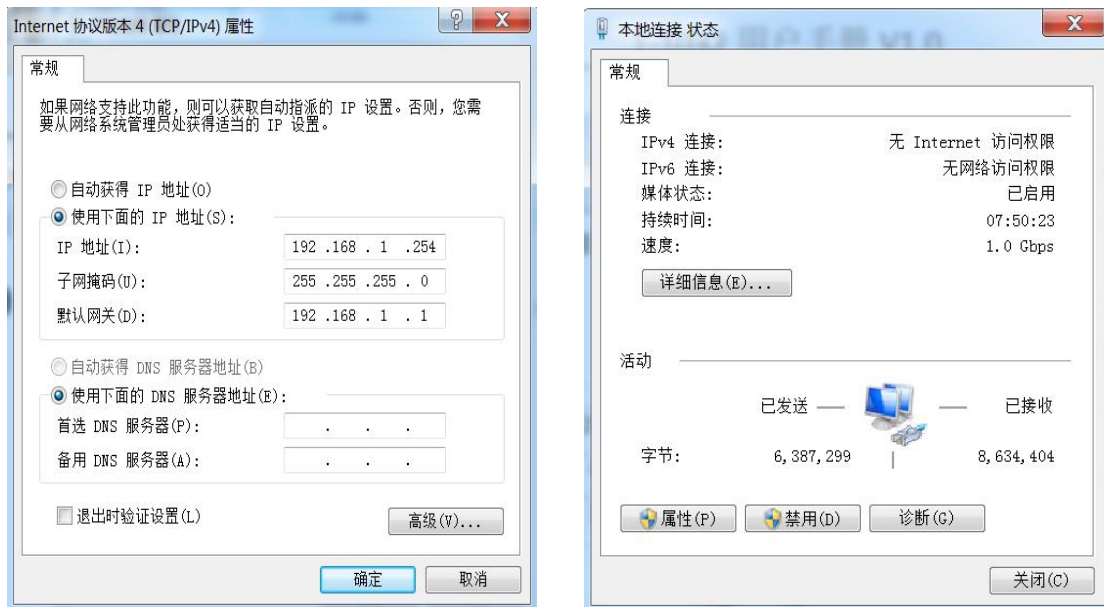 Internet 协议版本 4 (TCP/IPv4) 属性
常规
如果网络支持此功能，则可以获取自动指派的 IP 设置。否则，您需
要从网络系统管理员处获得适当的 IP 设置。
自动获得 IP 地址(O)
使用下面的 IP 地址(S):
IP 地址(I): 192 .168 . 1 .254
子网掩码(U): 255 .255 .255 . 0
默认网关(D): 192 .168 . 1 . 1
自动获得 DNS 服务器地址(B)
使用下面的 DNS 服务器地址(E):
首选 DNS 服务器(P): . . .
备用 DNS 服务器(A): . . .
退出时验证设置(L)
高级(V)...
确定 取消
本地连接 状态
用户手册 V1.0
常规
连接
IPv4 连接: 无 Internet 访问权限
IPv6 连接: 无网络访问权限
媒体状态: 已启用
持续时间: 07:50:23
速度: 1.0 Gbps
详细信息(E)...
活动
已发送 — — 已接收
字节: 6,387,299 8,634,404
属性(P) 禁用(D) 诊断(G)
关闭(C)